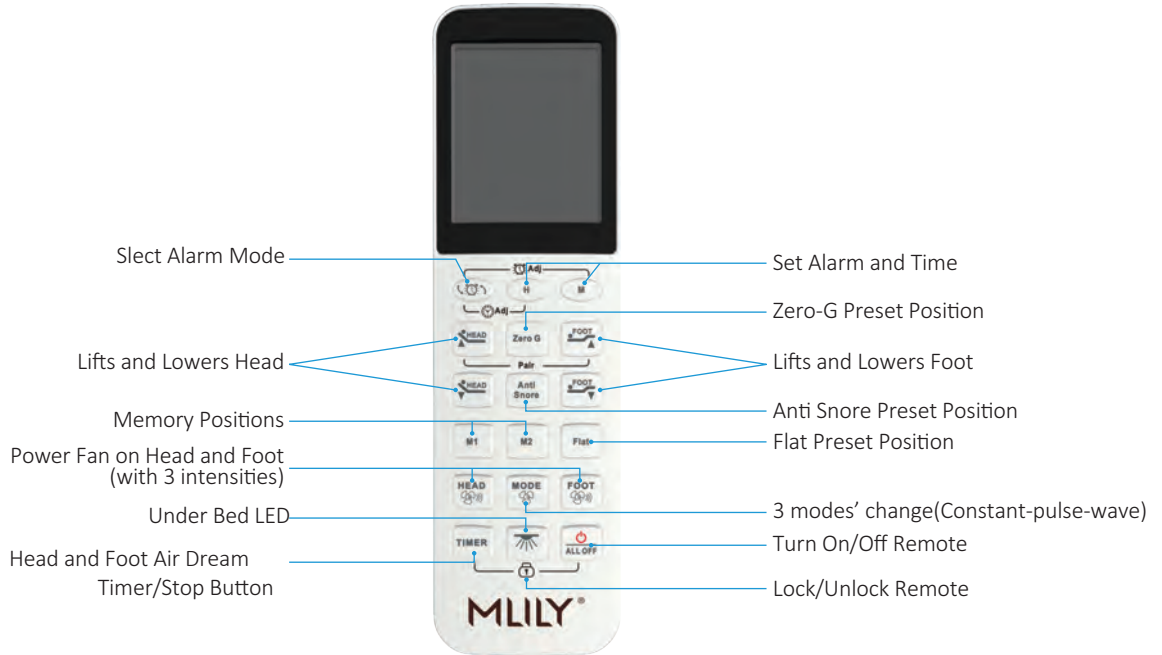 Slect Alarm Mode
Set Alarm and Time
Zero-G Preset Position
Lifts and Lowers Head
Lifts and Lowers Foot
Memory Positions
Anti Snore Preset Position
Flat Preset Position
Power Fan on Head and Foot
(with 3 intensities)
Under Bed LED
3 modes' change(Constant-pulse-wave)
Turn On/Off Remote
Head and Foot Air Dream
Timer/Stop Button
Lock/Unlock Remote
Adj
H
M
Adj
HEAD
Zero G
FOOT
Pair
HEAD
Anti
Snore
FOOT
M1
M2
Flat
HEAD
MODE
FOOT
TIMER
ALL OFF
MLILY®